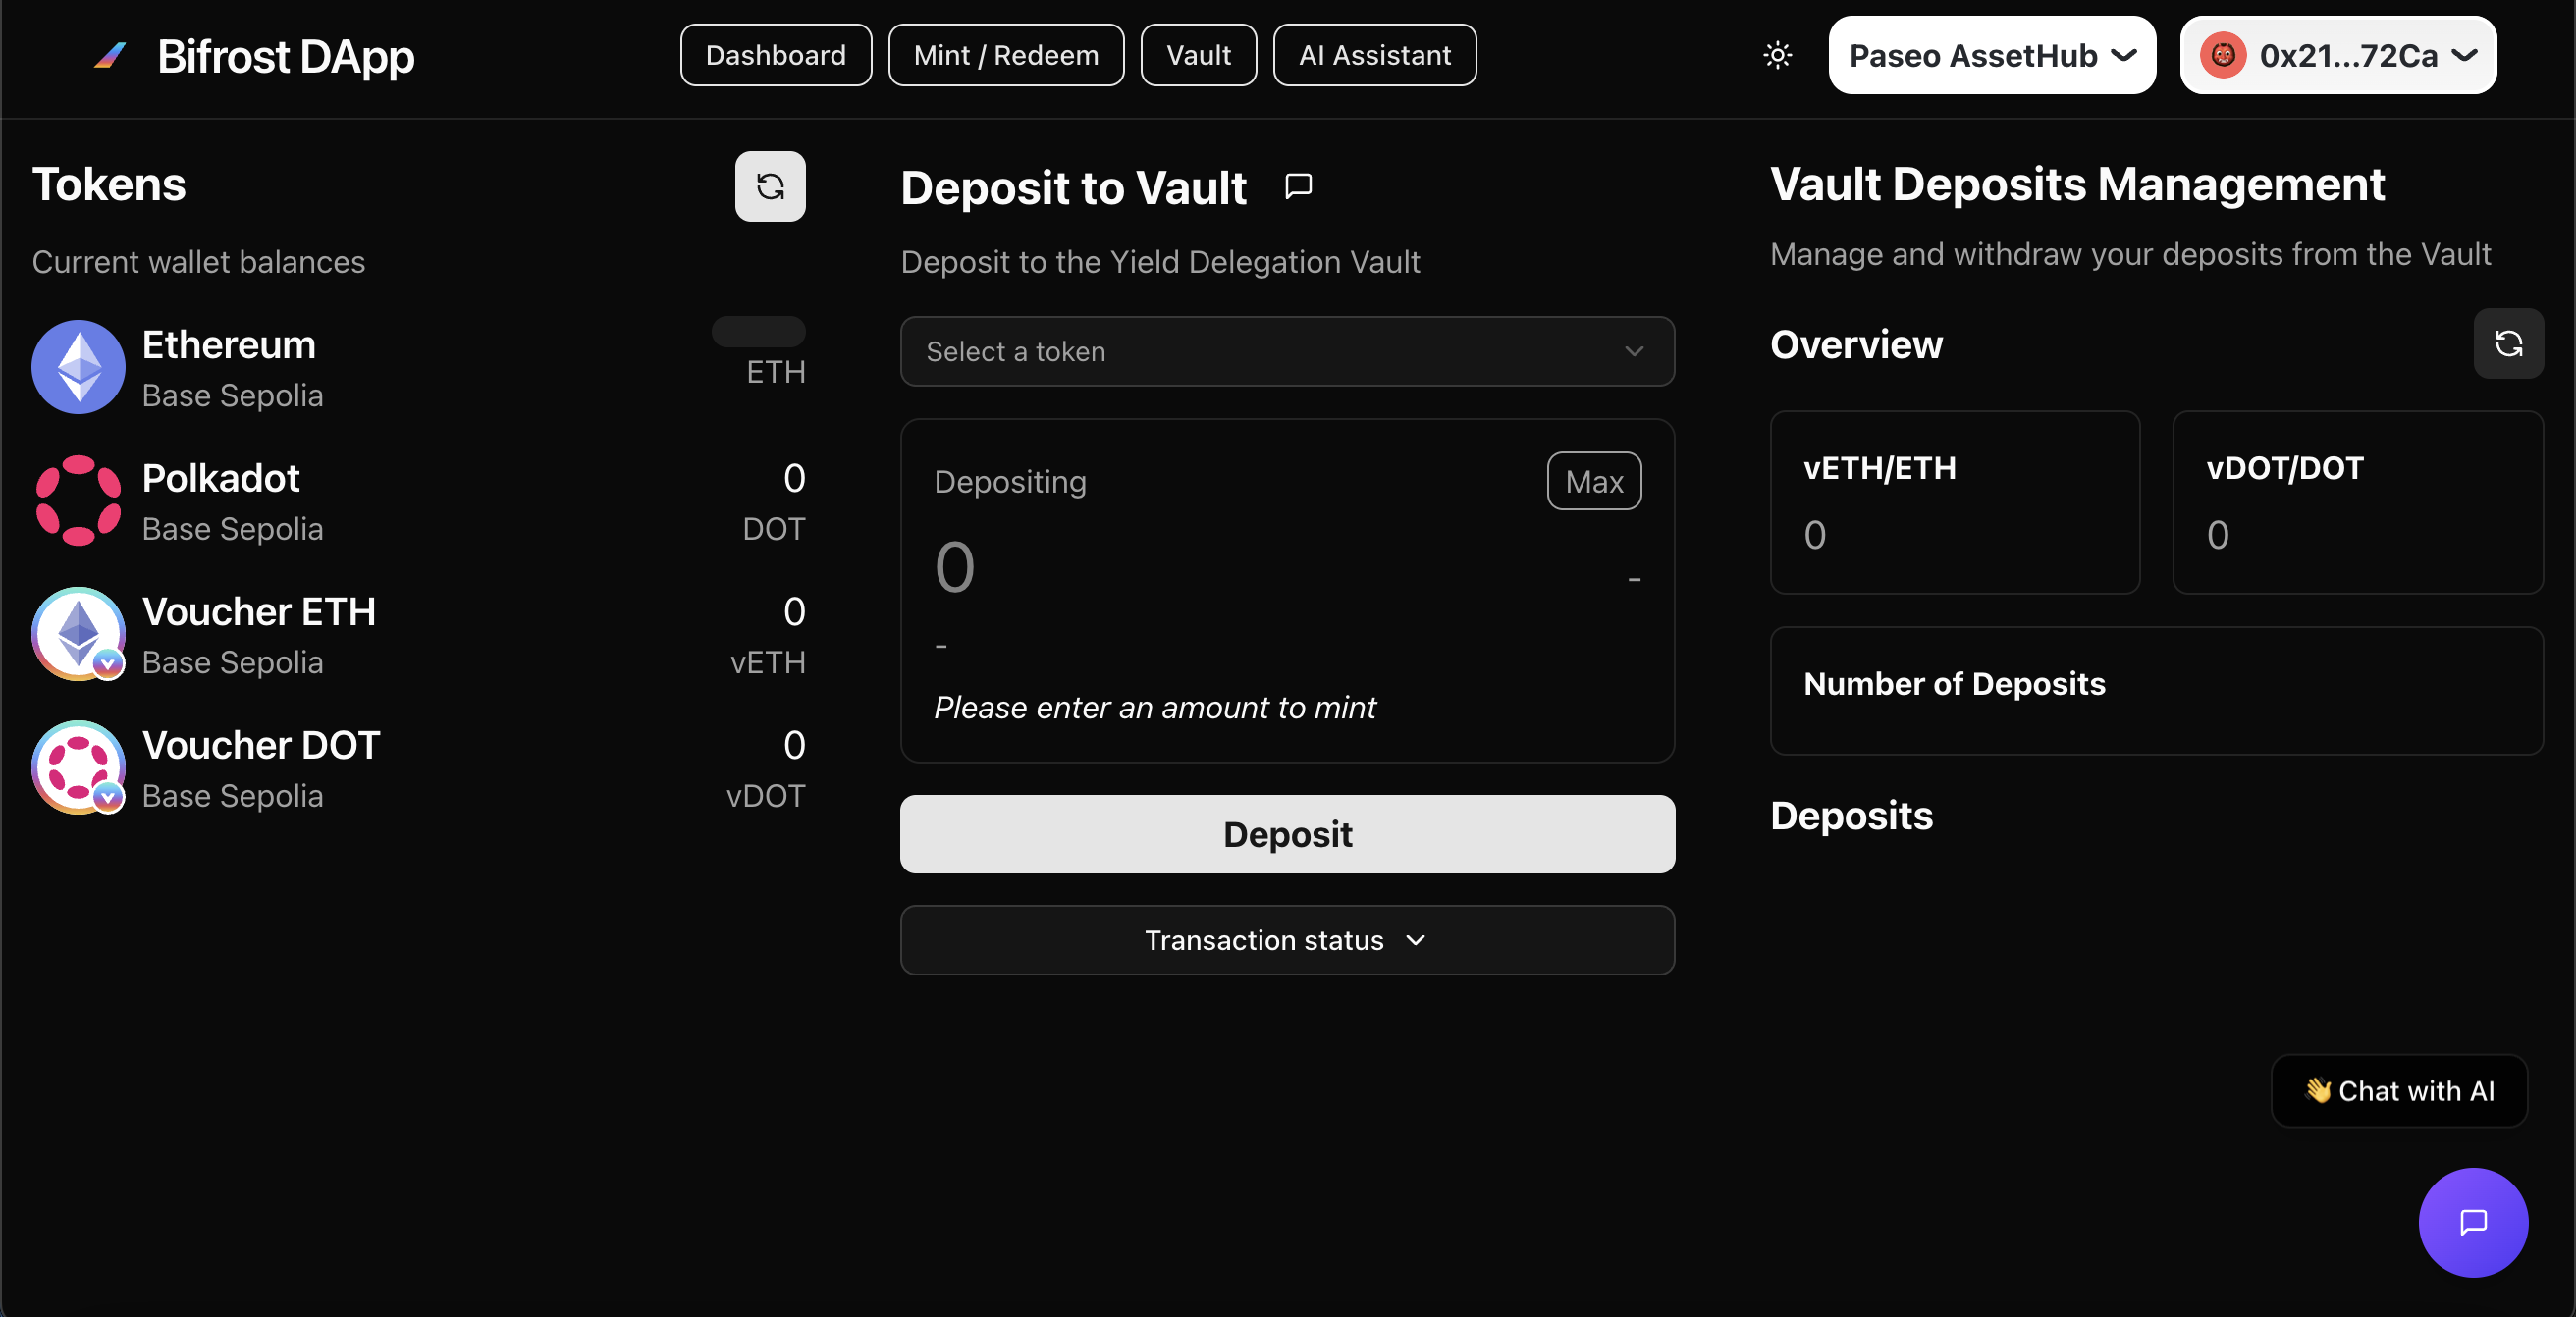 Bifrost DApp
Dashboard
Mint / Redeem
Vault
AI Assistant
Paseo AssetHub
0x21...72Ca
Tokens
Current wallet balances
Ethereum
Base Sepolia
ETH
Polkadot
Base Sepolia
0
DOT
Voucher ETH
Base Sepolia
0
vETH
Voucher DOT
Base Sepolia
0
vDOT
Deposit to Vault
Deposit to the Yield Delegation Vault
Select a token
Depositing
Max
0
-
-
Please enter an amount to mint
Deposit
Transaction status
Vault Deposits Management
Manage and withdraw your deposits from the Vault
Overview
vETH/ETH
0
vDOT/DOT
0
Number of Deposits
Deposits
👋 Chat with AI